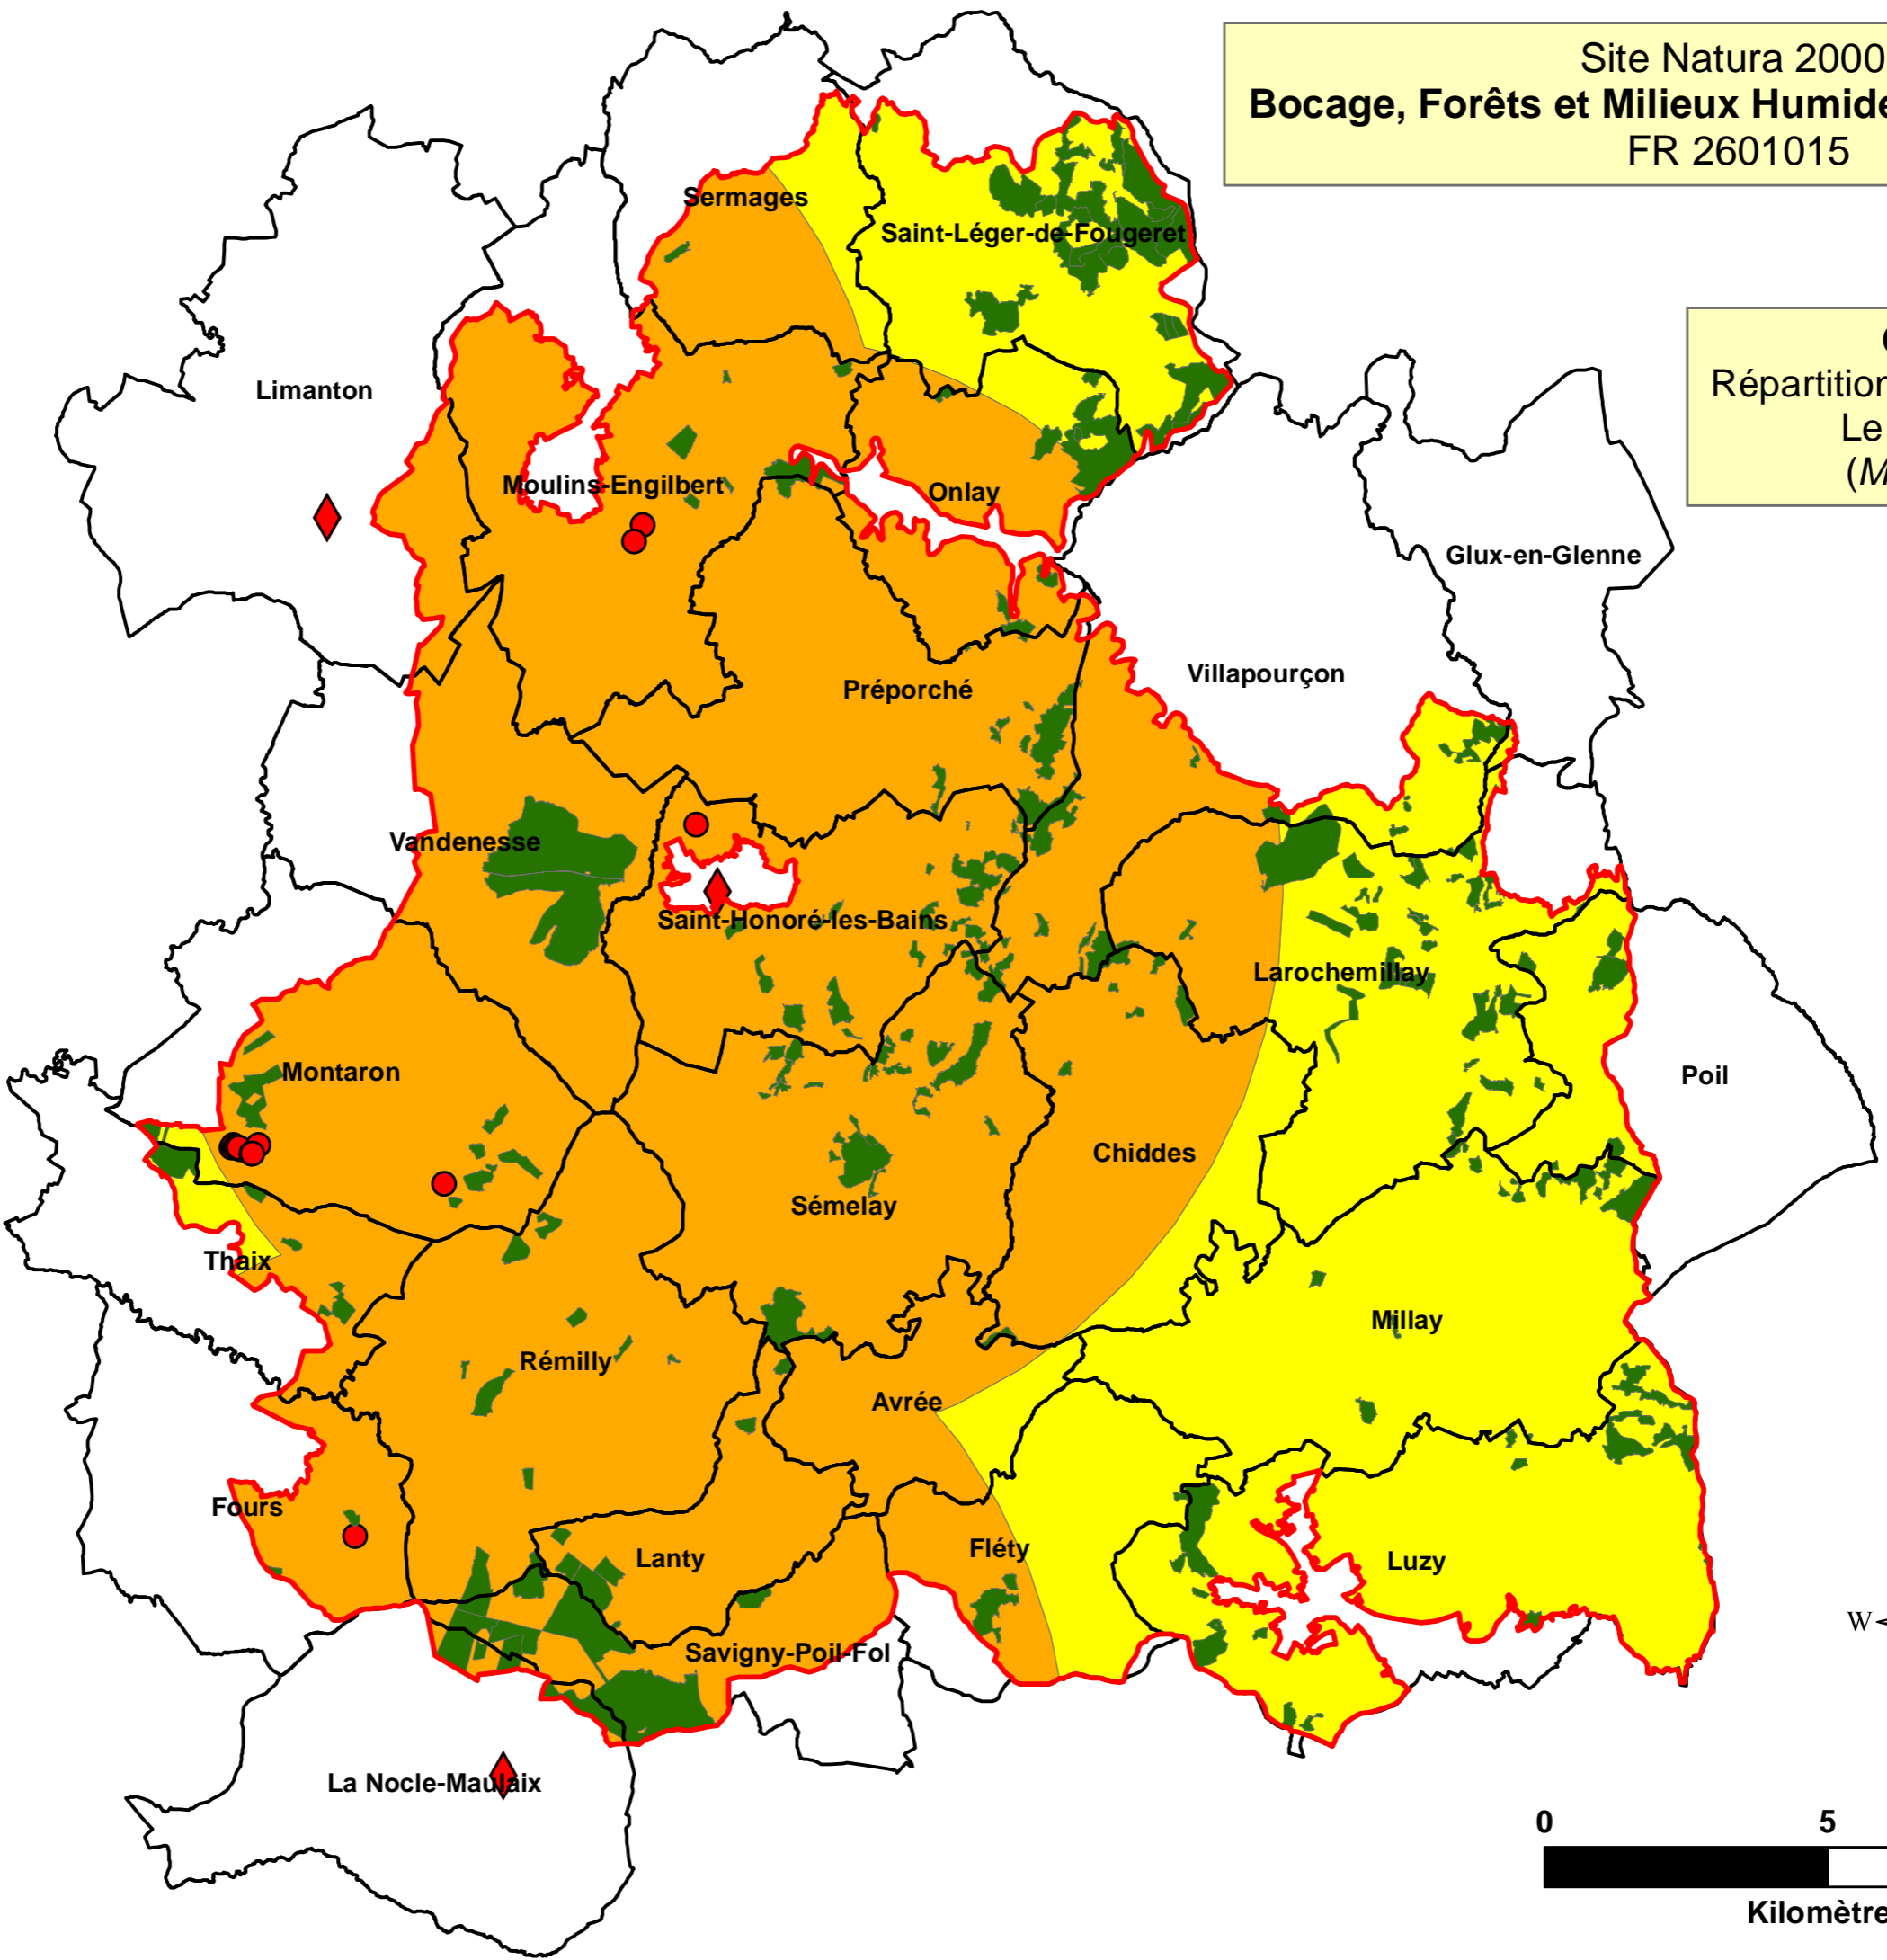 Site Natura 2000
Bocage, Forêts et Milieux Humide
FR 2601015
Répartition
Le
(M
Sermages
Saint-Léger-de-Fougeret
Limanton
Moulins-Engilbert
Onlay
Glux-en-Glenne
Villapourçon
Préporché
Vandenesse
Saint-Honoré-les-Bains
Larochemillay
Montaron
Poil
Chiddes
Sémelay
Thaix
Millay
Rémilly
Avrée
Fours
Fléty
Lanty
Luzy
W
Savigny-Poil-Fol
La Nocle-Maulaix
0 5
Kilomètre